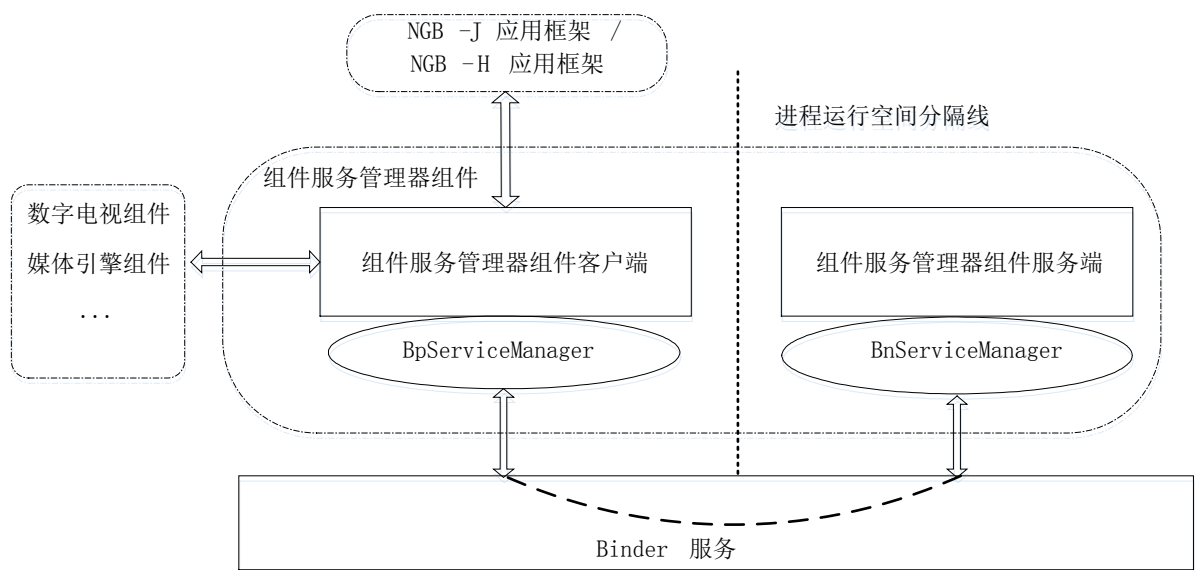 NGB -J 应用框架 /
NGB -H 应用框架
进程运行空间分隔线
组件服务管理器组件
数字电视组件
媒体引擎组件
...
组件服务管理器组件客户端
组件服务管理器组件服务端
BpServiceManager
BnServiceManager
Binder 服务